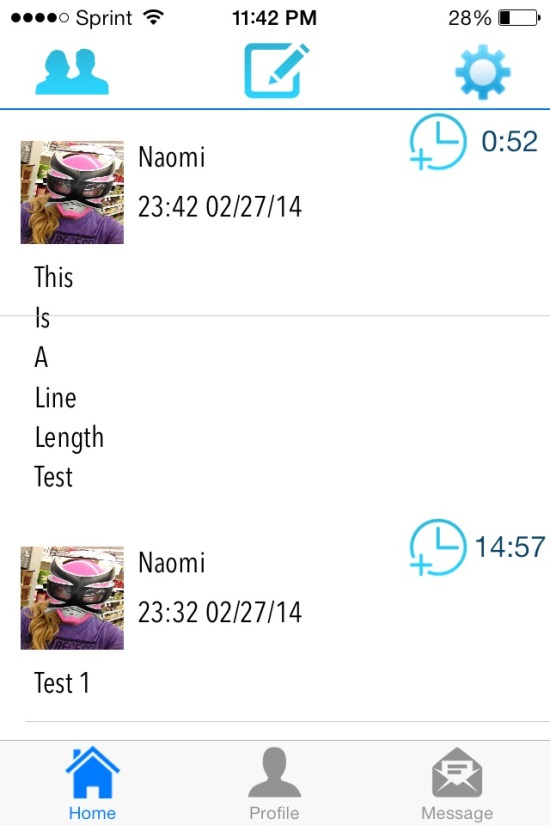 Sprint 11:42 PM 28%
Naomi 0:52
23:42 02/27/14
This
Is
A
Line
Length
Test
Naomi 14:57
23:32 02/27/14
Test 1
Home Profile Message